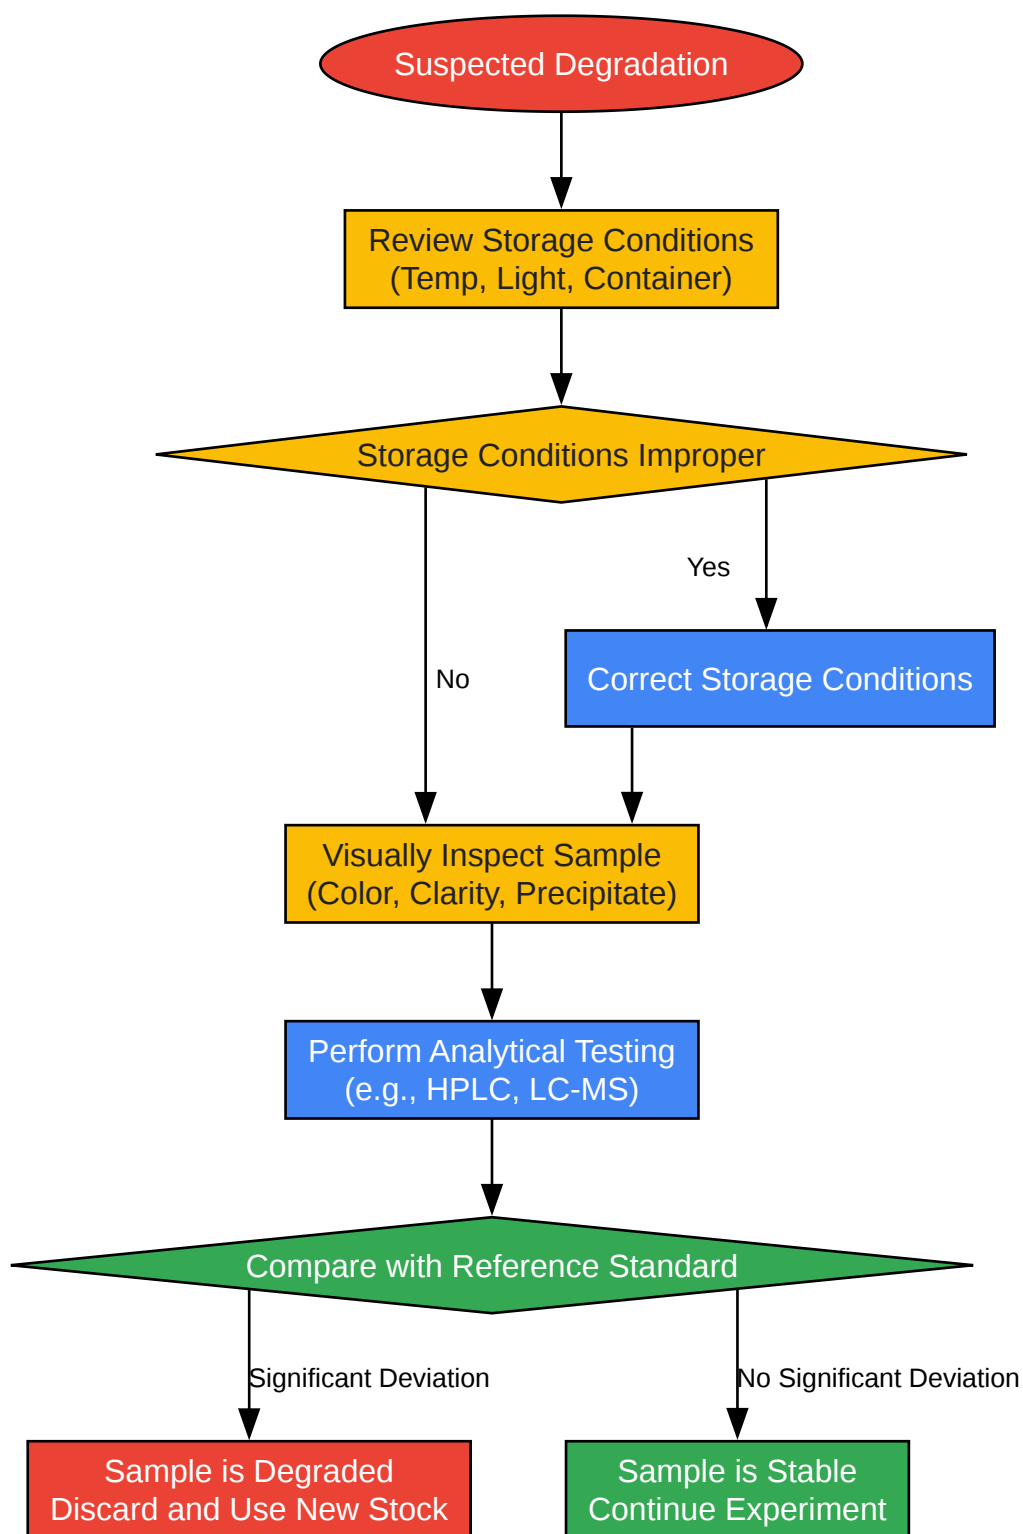 Suspected Degradation
Review Storage Conditions
(Temp, Light, Container)
Storage Conditions Improper
Yes
No
Correct Storage Conditions
Visually Inspect Sample
(Color, Clarity, Precipitate)
Perform Analytical Testing
(e.g., HPLC, LC-MS)
Compare with Reference Standard
Significant Deviation
No Significant Deviation
Sample is Degraded
Discard and Use New Stock
Sample is Stable
Continue Experiment